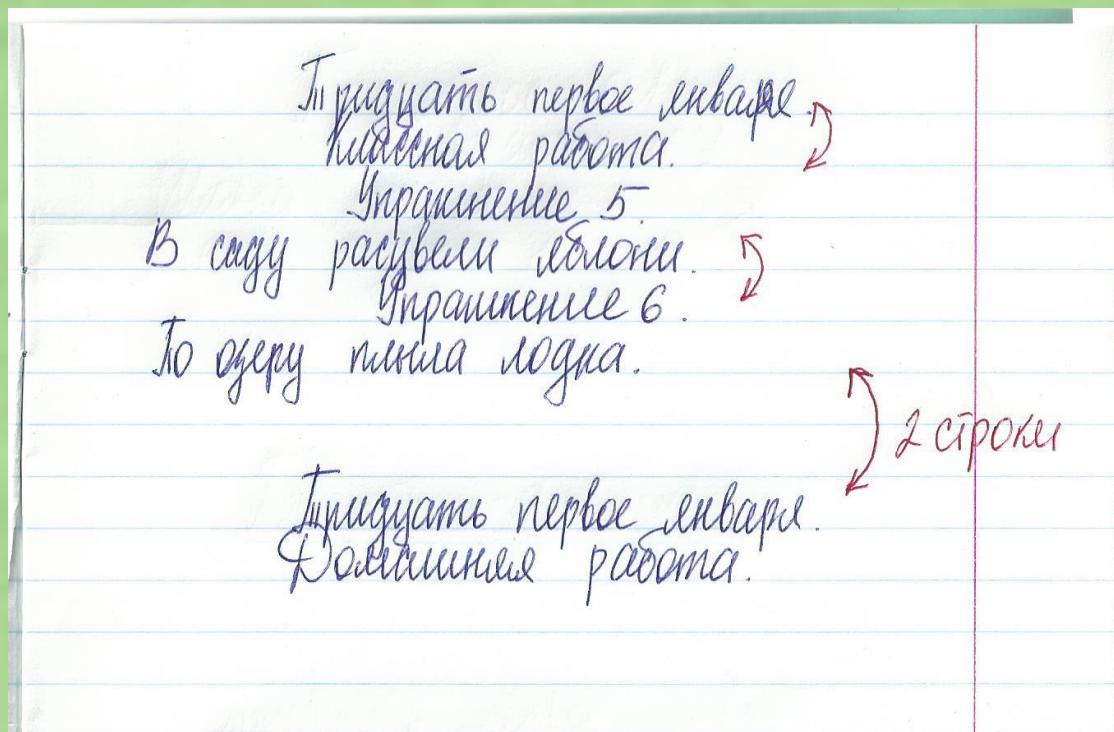 Тридцать первое января.
Классная работа.
Упражнение 5.
В саду расцвели яблони.
Упражнение 6.
По озеру плыла лодка.
2 строки
Тридцать первое января.
Домашняя работа.